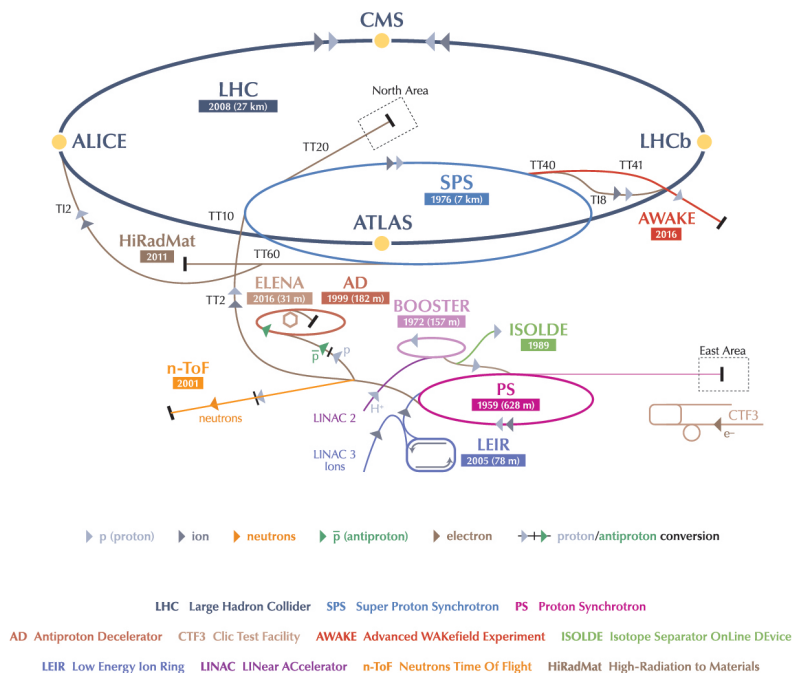 CMS
LHC
2008 (27 km)
North Area
ALICE
LHCb
TT20
TT40
TT41
SPS
1976 (7 km)
TI8
TI2
TT10
ATLAS
AWAKE
2016
HiRadMat
2011
TT60
ELENA
2016 (31 m)
AD
1999 (182 m)
TT2
BOOSTER
1972 (157 m)
ISOLDE
1989
p̅
p
East Area
n-ToF
2001
PS
1959 (628 m)
neutrons
LINAC 2
H⁺
CTF3
e⁻
LINAC 3
Ions
LEIR
2005 (78 m)
p (proton)
ion
neutrons
p̅ (antiproton)
electron
proton/antiproton conversion
LHC Large Hadron Collider SPS Super Proton Synchrotron PS Proton Synchrotron
AD Antiproton Decelerator CTF3 Clic Test Facility AWAKE Advanced WAKefield Experiment ISOLDE Isotope Separator OnLine DEvice
LEIR Low Energy Ion Ring LINAC LINear ACcelerator n-ToF Neutrons Time Of Flight HiRadMat High-Radiation to Materials